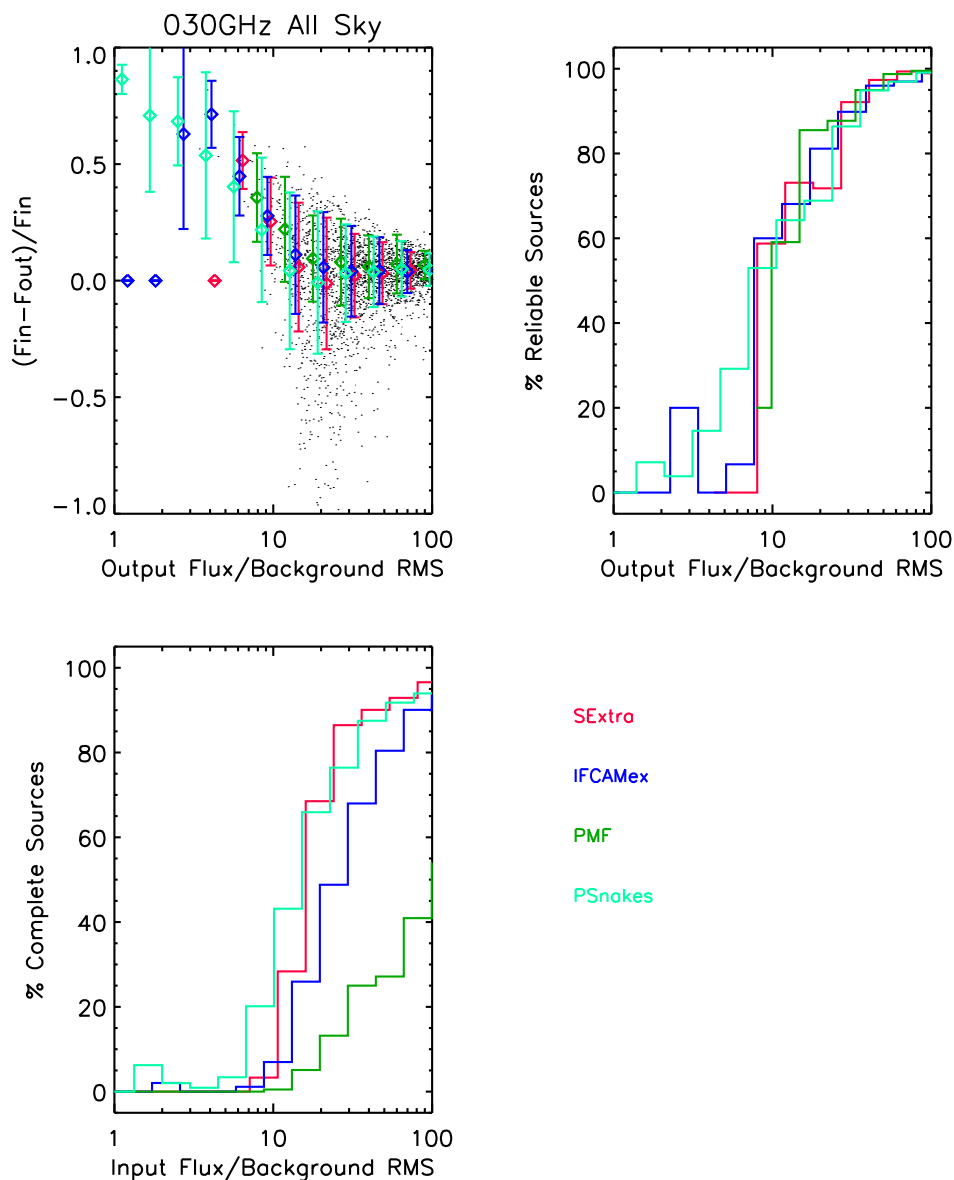 030GHz All Sky
(Fin-Fout)/Fin
1.0
0.5
0.0
-0.5
-1.0
1 10 100
Output Flux/Background RMS
% Reliable Sources
100
80
60
40
20
0
1 10 100
Output Flux/Background RMS
% Complete Sources
100
80
60
40
20
0
1 10 100
Input Flux/Background RMS
SExtra
IFCAMex
PMF
PSnakes